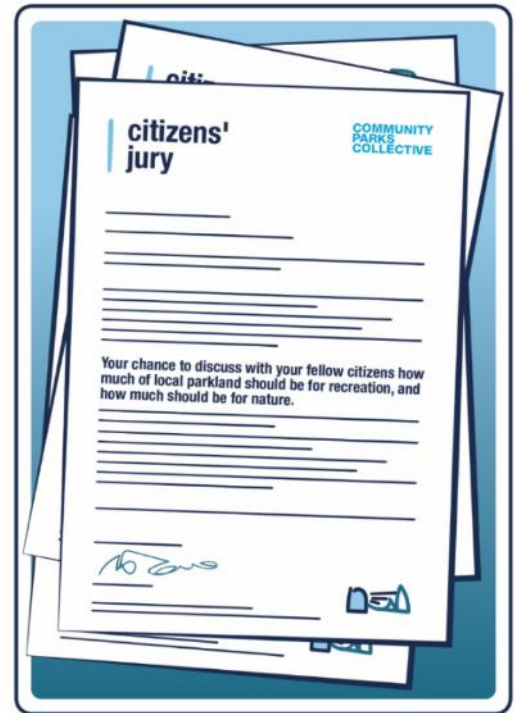 citizens'
jury
COMMUNITY
PARKS
COLLECTIVE
Your chance to discuss with your fellow citizens how
much of local parkland should be for recreation, and
how much should be for nature.